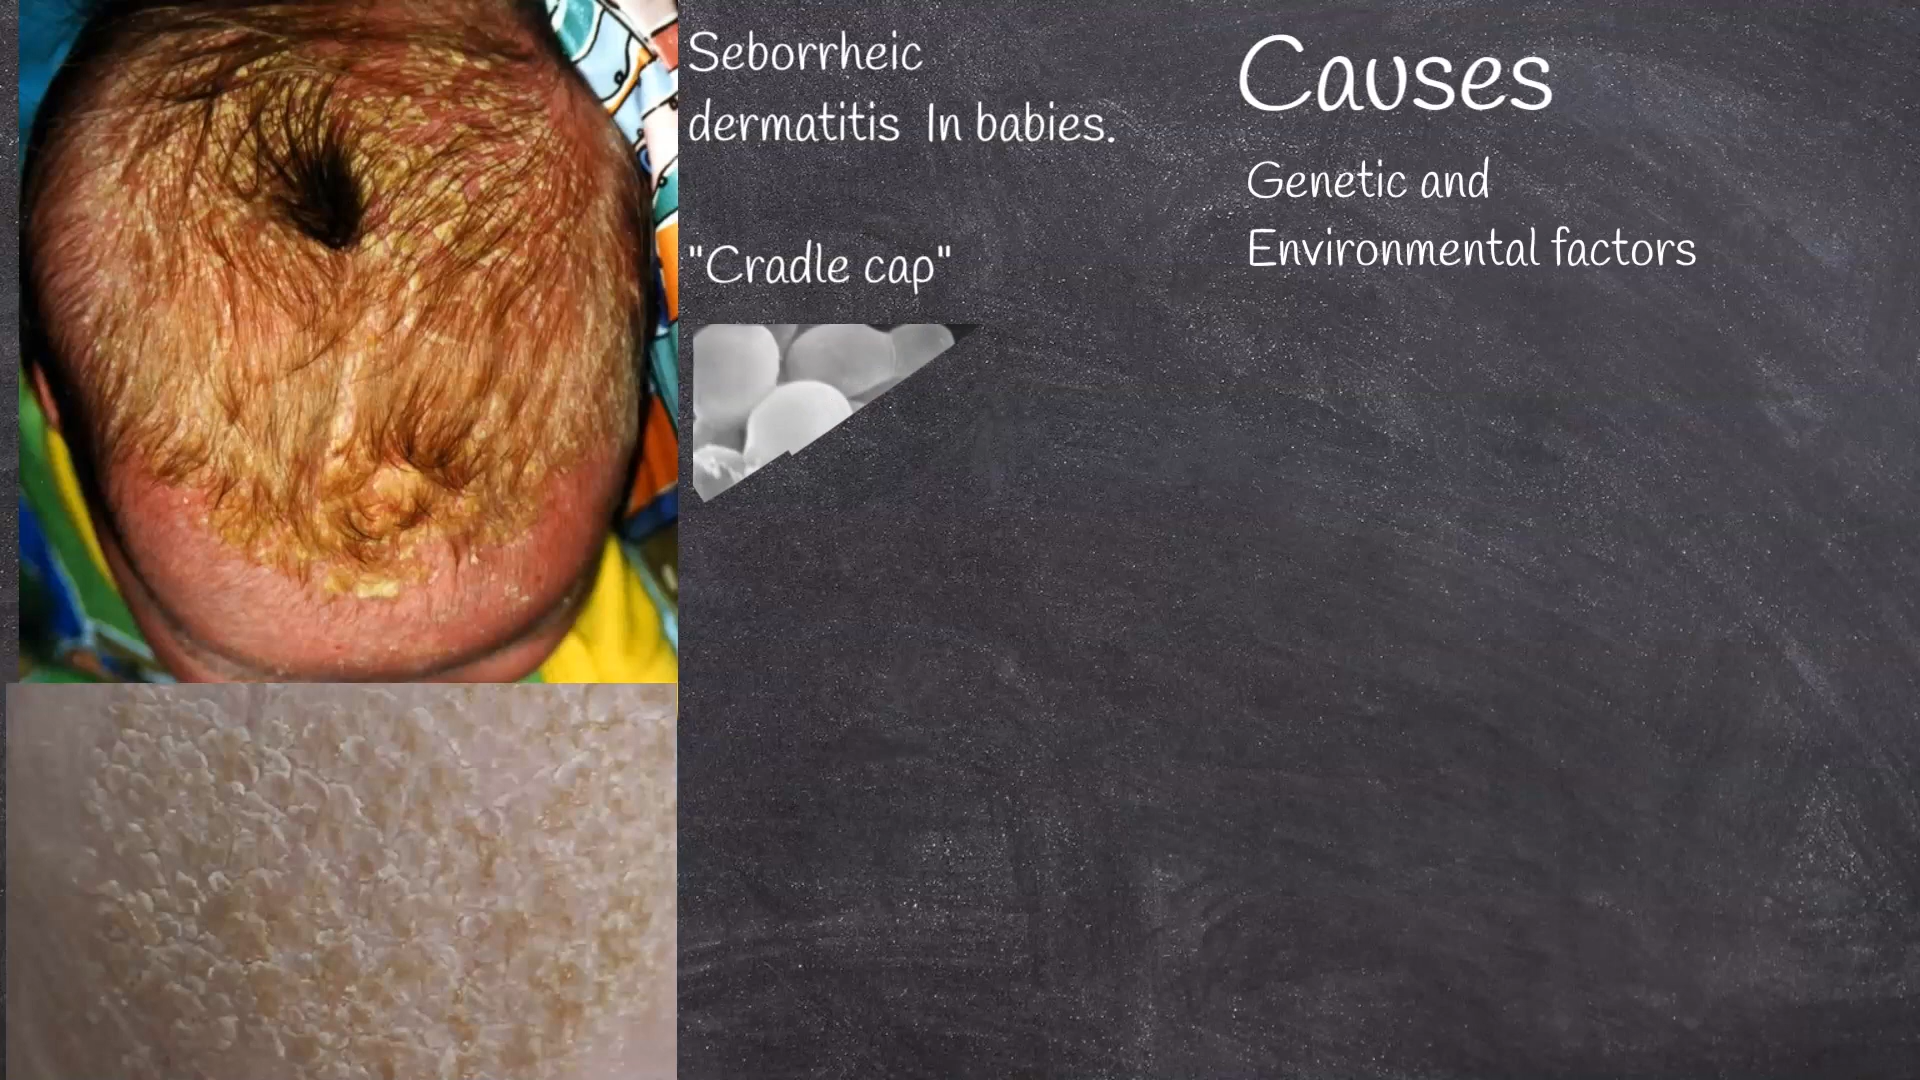 Seborrheic
dermatitis  In babies.
"Cradle cap"
Causes
Genetic and
Environmental factors